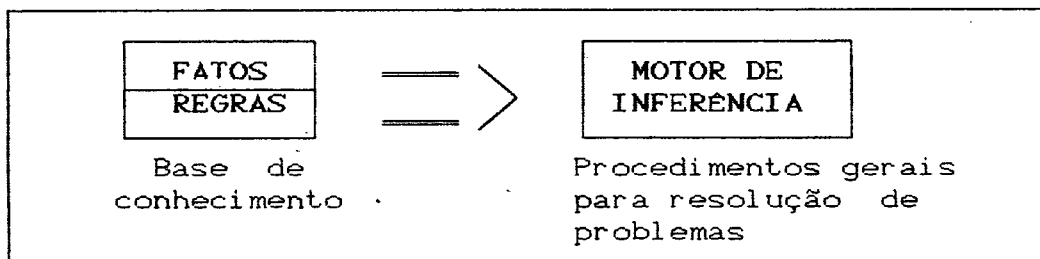 FATOS
REGRAS
Base de
conhecimento
MOTOR DE
INFERÊNCIA
Procedimentos gerais
para resolução de
problemas